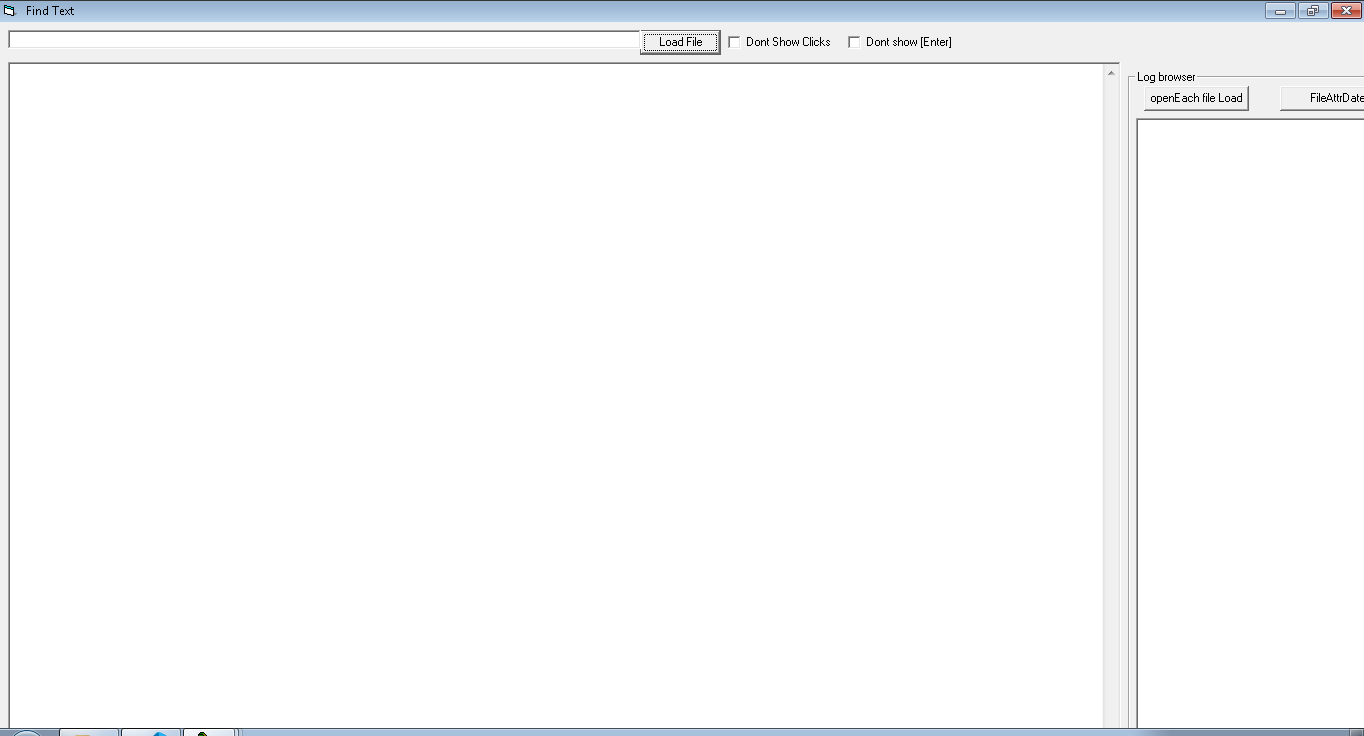 Find Text
Load File
Dont Show Clicks
Dont show [Enter]
Log browser
openEach file Load
FileAttrDate